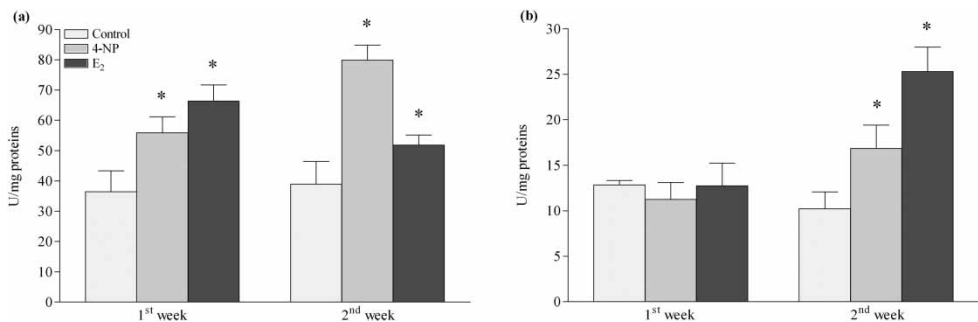 (a)
90
80
70
60
50
40
30
20
10
0
U/mg proteins
Control
4-NP
E₂
*
*
*
*
1ˢᵗ week
2ⁿᵈ week
(b)
30
25
20
15
10
5
0
U/mg proteins
*
*
1ˢᵗ week
2ⁿᵈ week